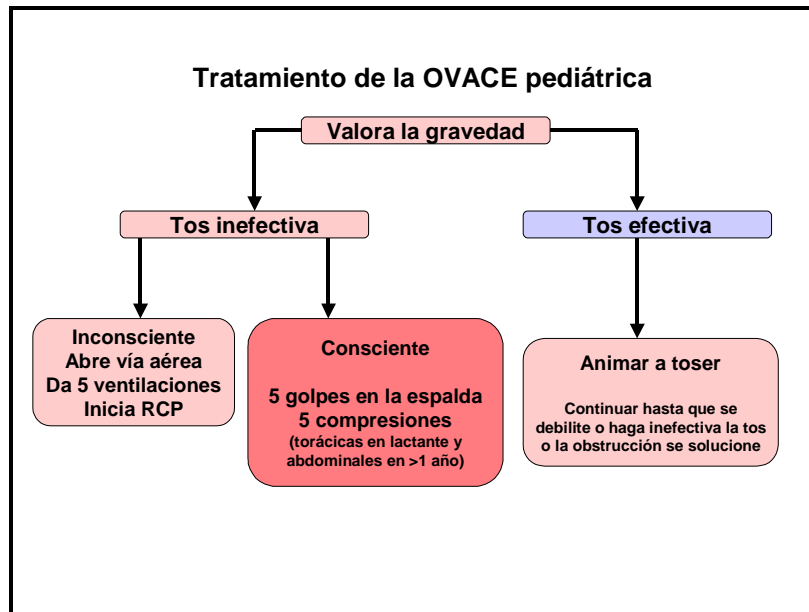 Tratamiento de la OVACE pediátrica
Valora la gravedad
Tos inefectiva
Tos efectiva
Inconsciente
Abre vía aérea
Da 5 ventilaciones
Inicia RCP
Consciente
5 golpes en la espalda
5 compresiones
(torácicas en lactante y
abdominales en >1 año)
Animar a toser
Continuar hasta que se
debilite o haga inefectiva la tos
o la obstrucción se solucione